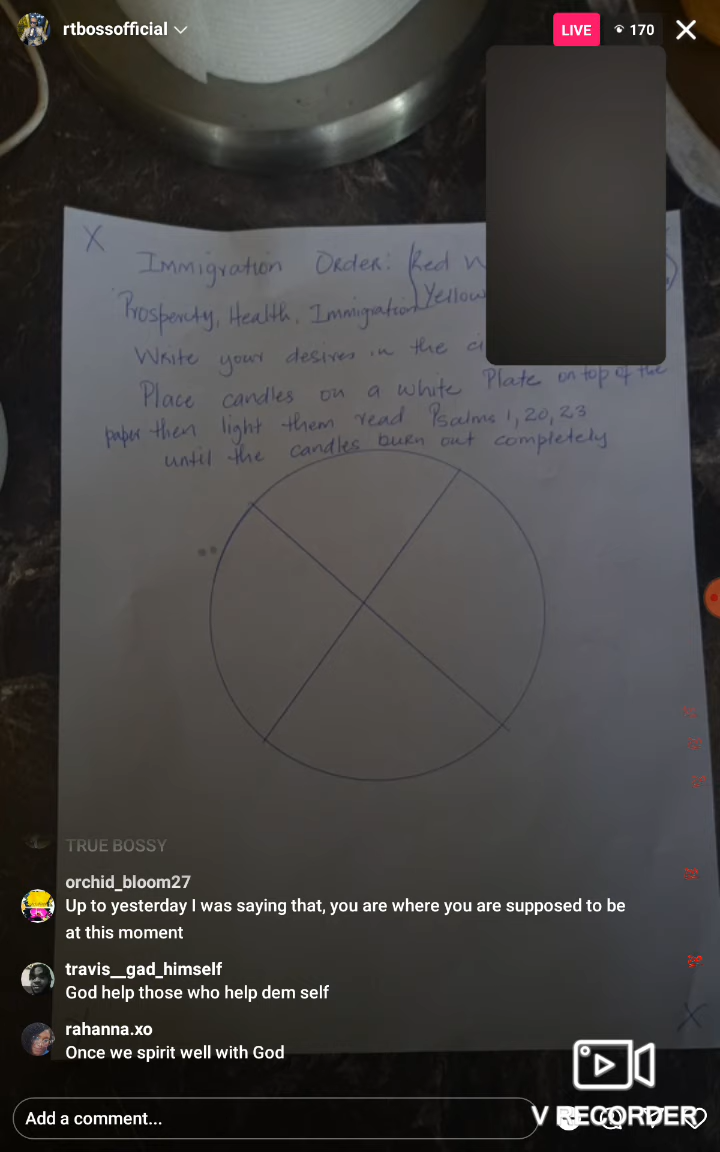 rtbossofficial
LIVE
170
X
Immigration Order: (Red
Prosperity, Health, Immigration
Yellow
Write your desires in the
Place candles on a white Plate on top of the
paper then light them read Psalms 1, 20, 23
until the candles burn out completely
TRUE BOSSY
orchid_bloom27
Up to yesterday I was saying that, you are where you are supposed to be
at this moment
travis__gad_himself
God help those who help dem self
rahanna.xo
Once we spirit well with God
X
Add a comment...
V RECORDER